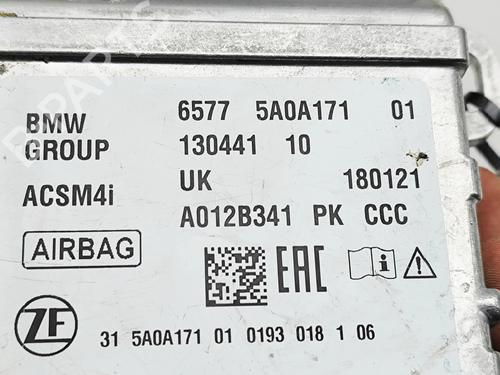 BMW 6577 5A0A171 01
GROUP 130441 10
ACSM4i UK 180121
A012B341 PK CCC
AIRBAG
EAC
ZF
31 5A0A171 01 0193 018 1 06